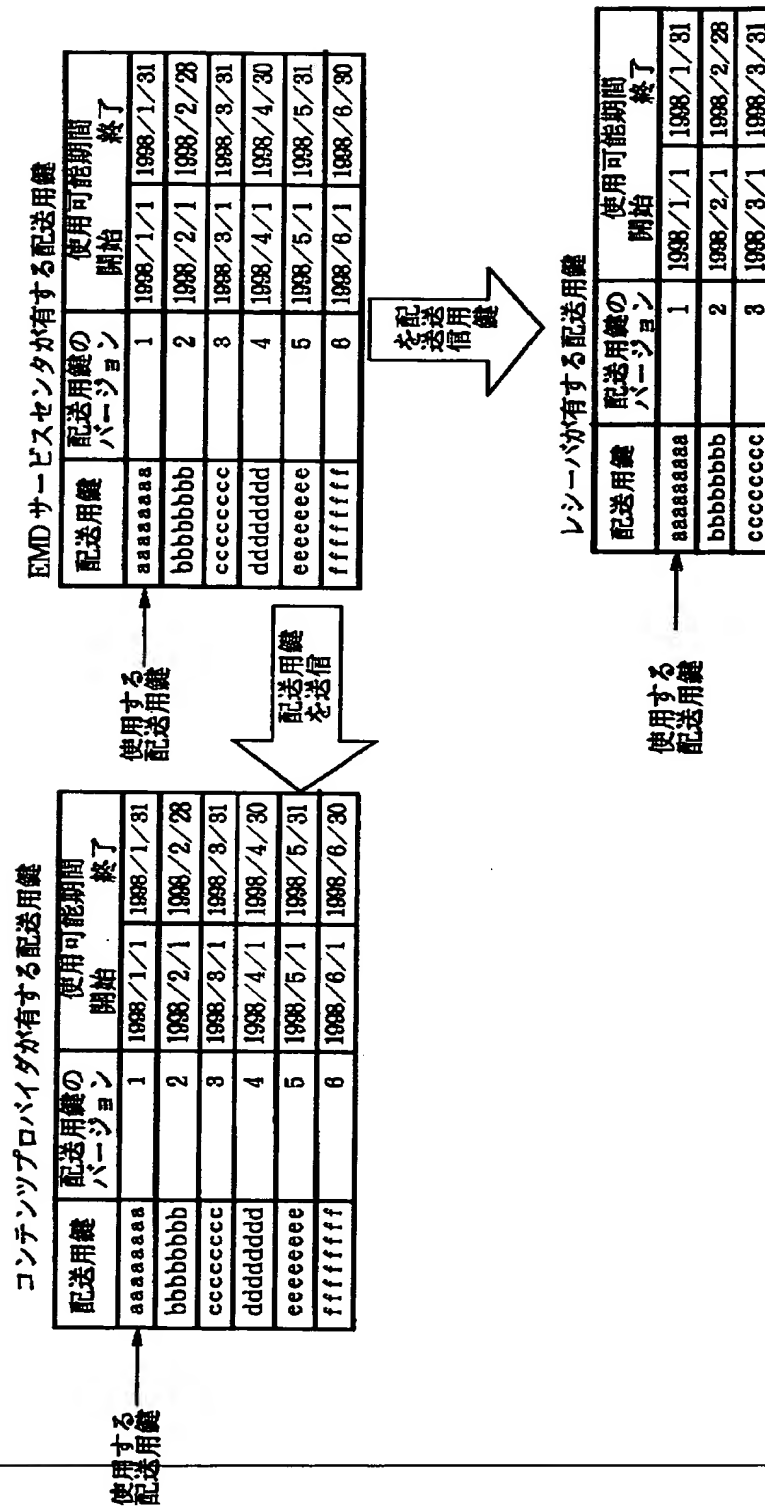 コンテンツプロバイダが有する配送用鍵
配送用鍵 配送用鍵のバージョン 使用可能期間 開始 終了
aaaaaaaa 1 1998/1/1 1998/1/31
bbbbbbbb 2 1998/2/1 1998/2/28
cccccccc 3 1998/3/1 1998/3/31
dddddddd 4 1998/4/1 1998/4/30
eeeeeeee 5 1998/5/1 1998/5/31
ffffffff 6 1998/6/1 1998/6/30
使用する
配送用鍵
配送用鍵
を送信
EMDサービスセンタが有する配送用鍵
配送用鍵 配送用鍵のバージョン 使用可能期間 開始 終了
aaaaaaaa 1 1998/1/1 1998/1/31
bbbbbbbb 2 1998/2/1 1998/2/28
cccccccc 3 1998/3/1 1998/3/31
dddddddd 4 1998/4/1 1998/4/30
eeeeeeee 5 1998/5/1 1998/5/31
ffffffff 6 1998/6/1 1998/6/30
使用する
配送用鍵
配送用鍵
を送信
レシーバが有する配送用鍵
配送用鍵 配送用鍵のバージョン 使用可能期間 開始 終了
aaaaaaaa 1 1998/1/1 1998/1/31
bbbbbbbb 2 1998/2/1 1998/2/28
cccccccc 3 1998/3/1 1998/3/31
使用する
配送用鍵